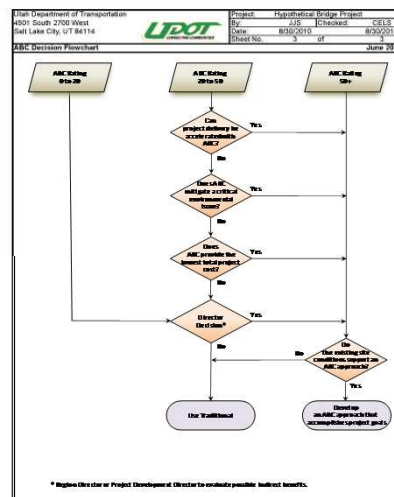 Utah Department of Transportation
4501 South 2700 West
Salt Lake City, UT 84114
UDOT
Project: Hypothetical Bridge Project
By: JJS Checked: CELS
Date: 8/30/2010 8/30/201
Sheet No. 3 of 3
ABC Decision Flowchart June 20
ABC Rating
0 to 20
ABC Rating
20 to 50
ABC Rating
50+
Can
project delivery be
accelerated with
ABC?
Yes
No
Does ABC
mitigate a critical
environmental
issue?
Yes
No
Does
ABC provide the
lowest total project
cost?
Yes
No
Director
Decision*
Yes
No
Do
the existing site
conditions support an
ABC approach?
No
Yes
Use Traditional
Develop
an ABC approach that
accomplishes project goals
* Region Director or Project Development Director to evaluate possible indirect benefits.